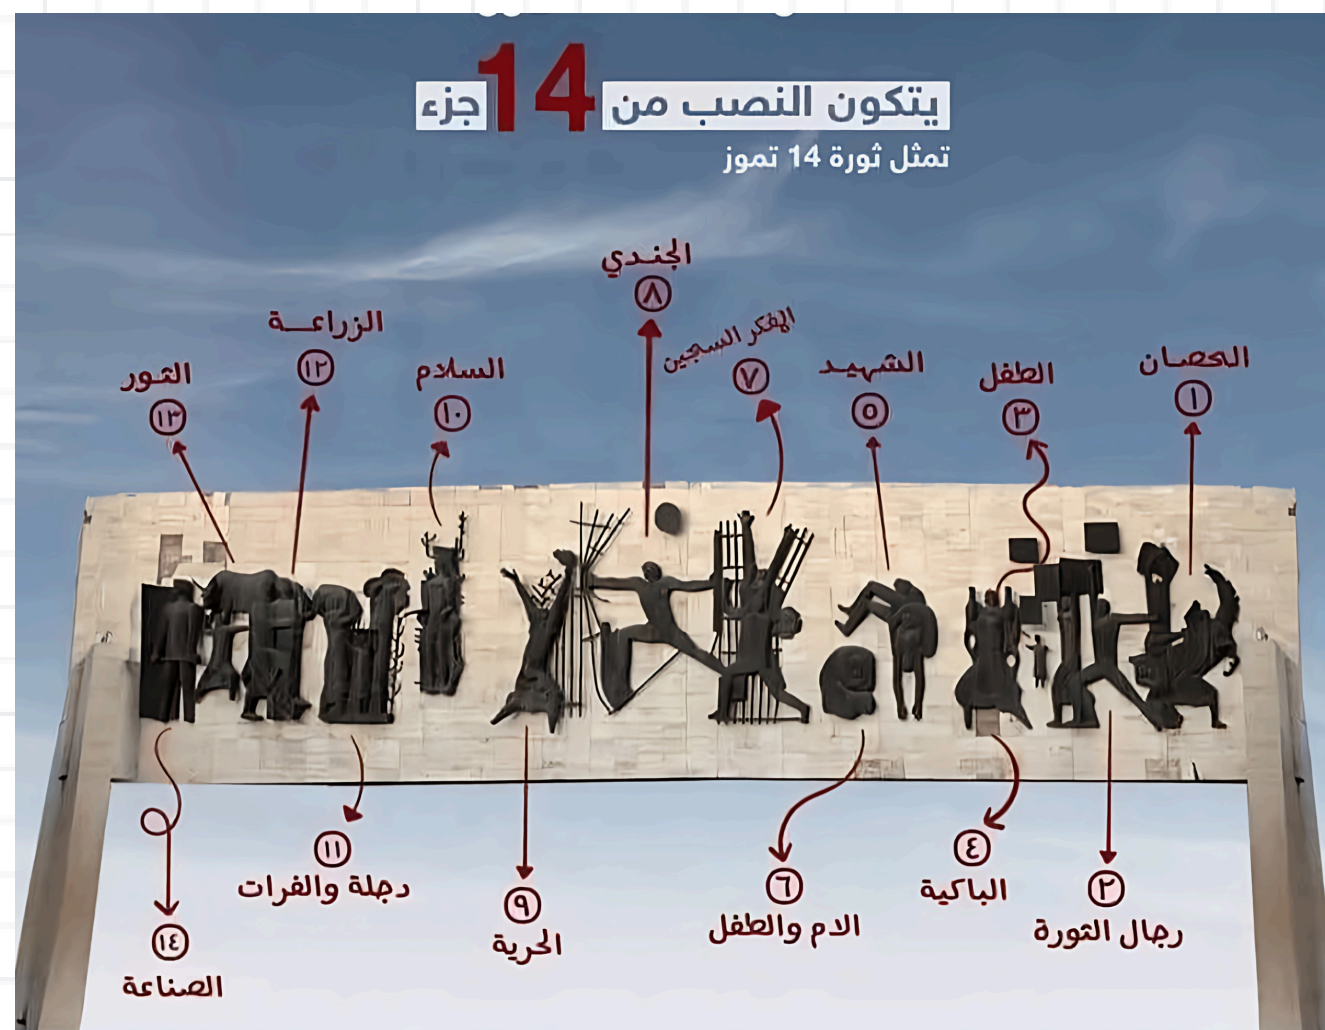 يتكون النصب من 14 جزء
تمثل ثورة 14 تموز
الحصان
١
رجال الثورة
٢
الطفل
٣
الباكية
٤
الشهيد
٥
الام والطفل
٦
المفكر السجين
٧
الجندي
٨
الحرية
٩
السلام
١٠
دجلة والفرات
١١
الزراعـــة
١٢
الثور
١٣
الصناعة
١٤